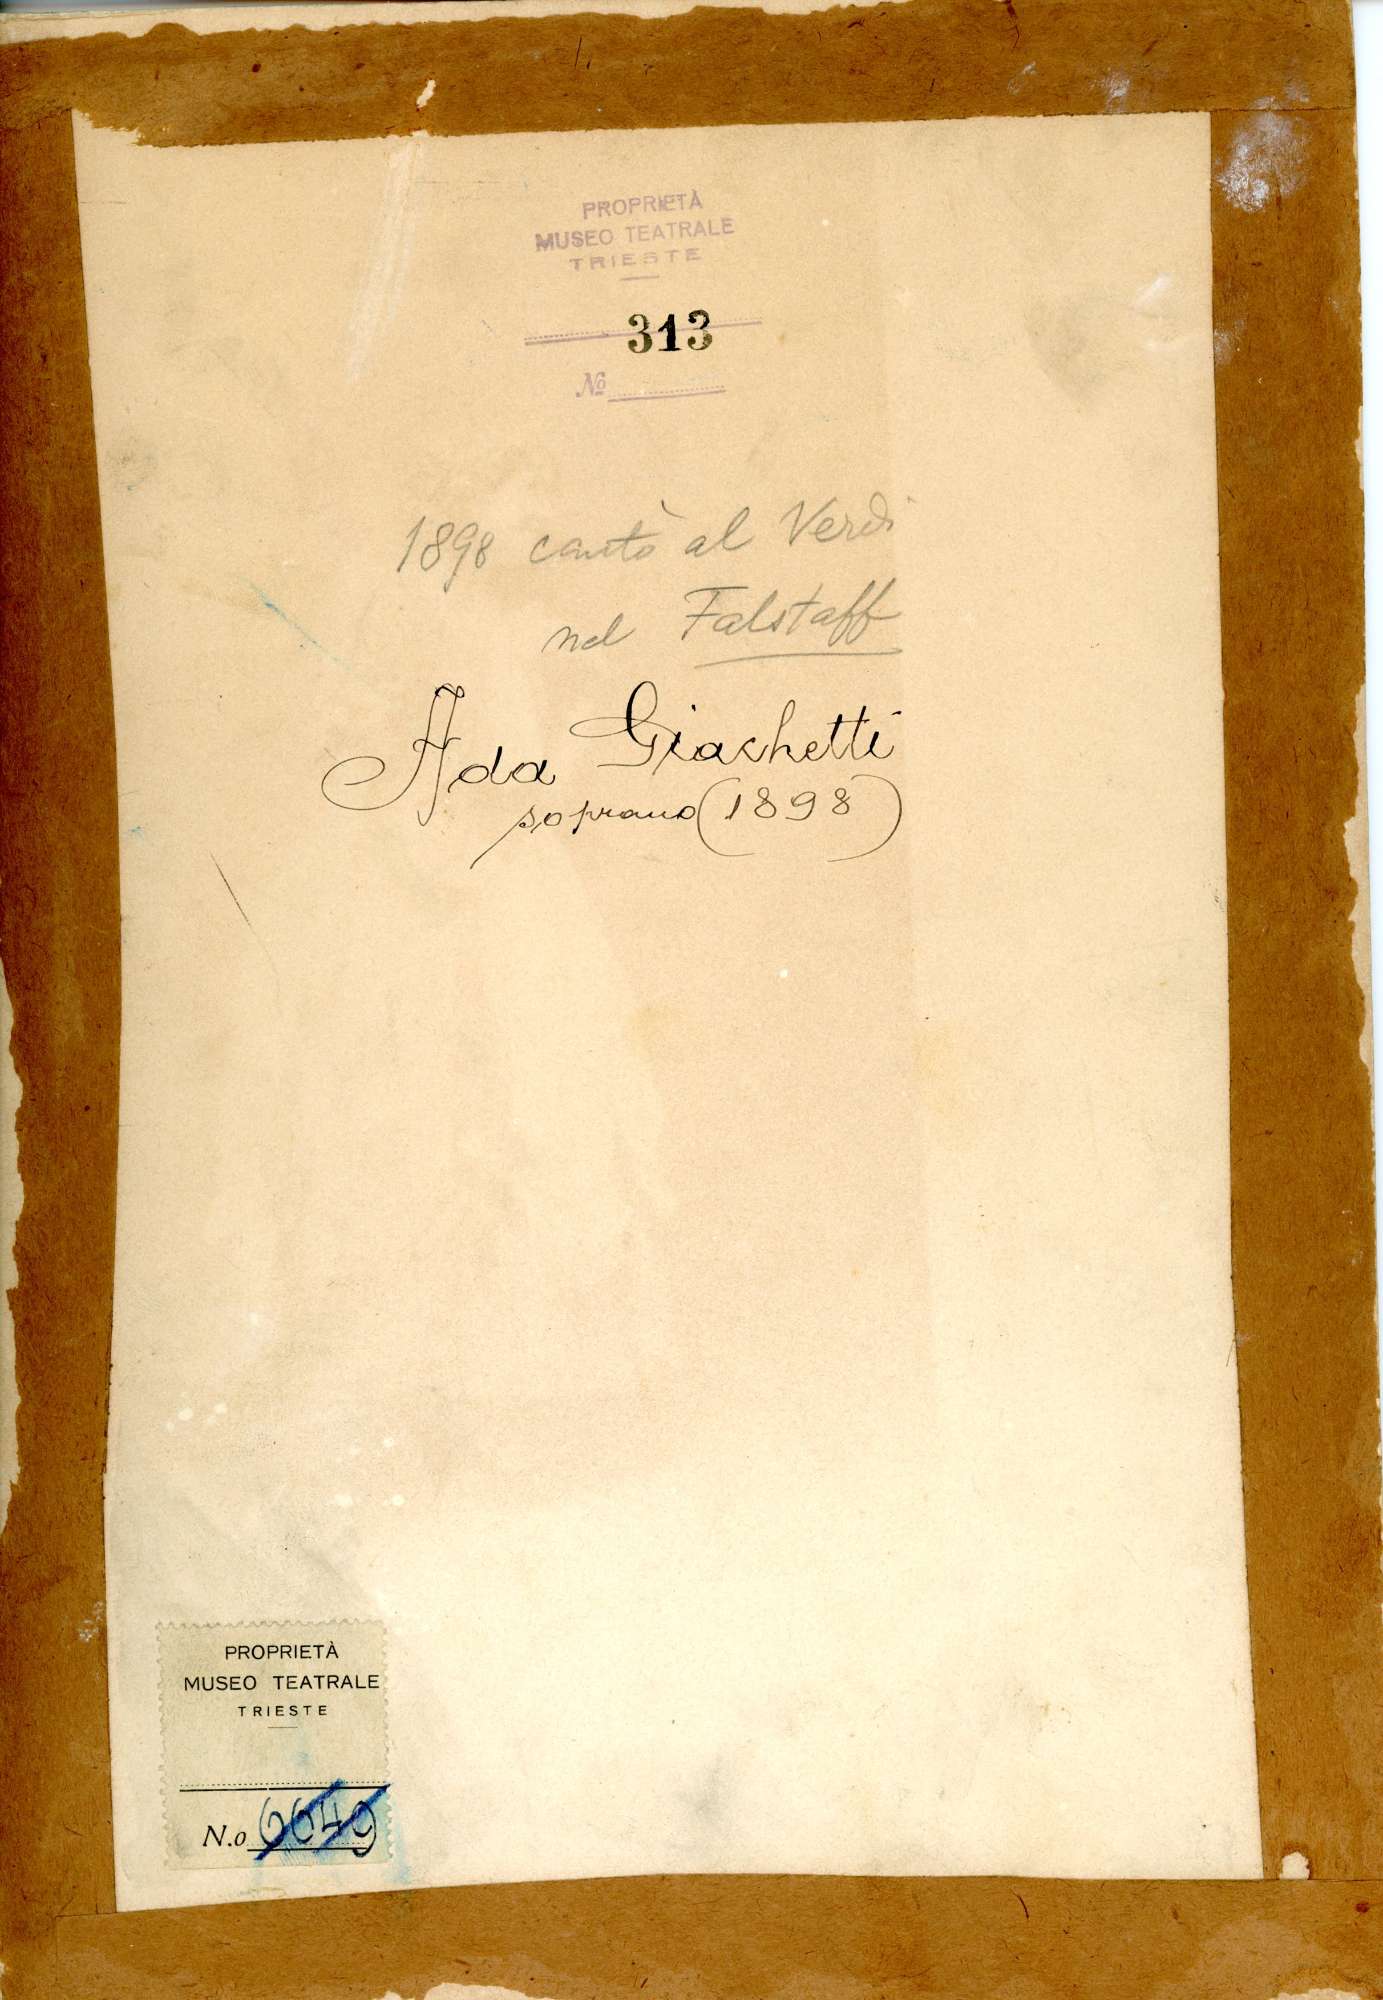 PROPRIETÀ
MUSEO TEATRALE
TRIESTE
313
No
1898 cantò al Verdi
nel Falstaff
Ada Giachetti
soprano (1898)
PROPRIETÀ
MUSEO TEATRALE
TRIESTE
N.o 6649